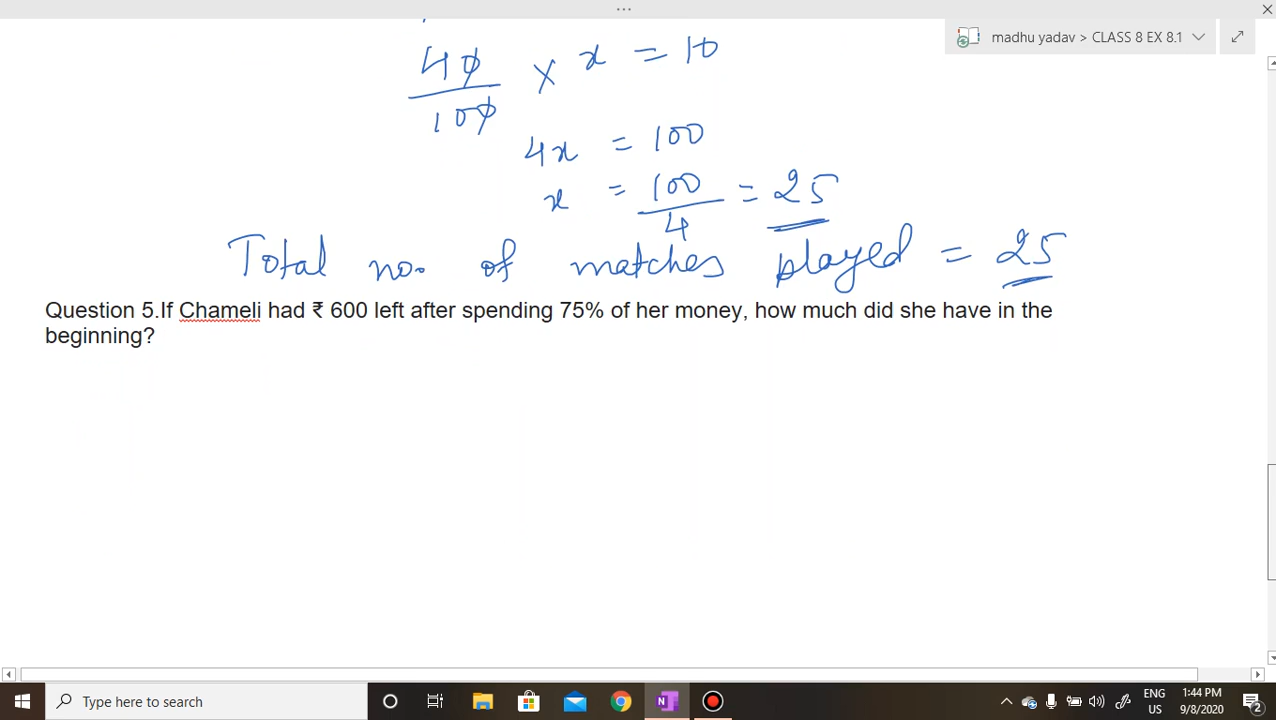 ...
madhu yadav > CLASS 8 EX 8.1
40/100 × x = 10
4x = 100
x = 100/4 = 25
Total no. of matches played = 25
Question 5.If Chameli had ₹ 600 left after spending 75% of her money, how much did she have in the
beginning?
Type here to search
N
ENG
US
1:44 PM
9/8/2020
2